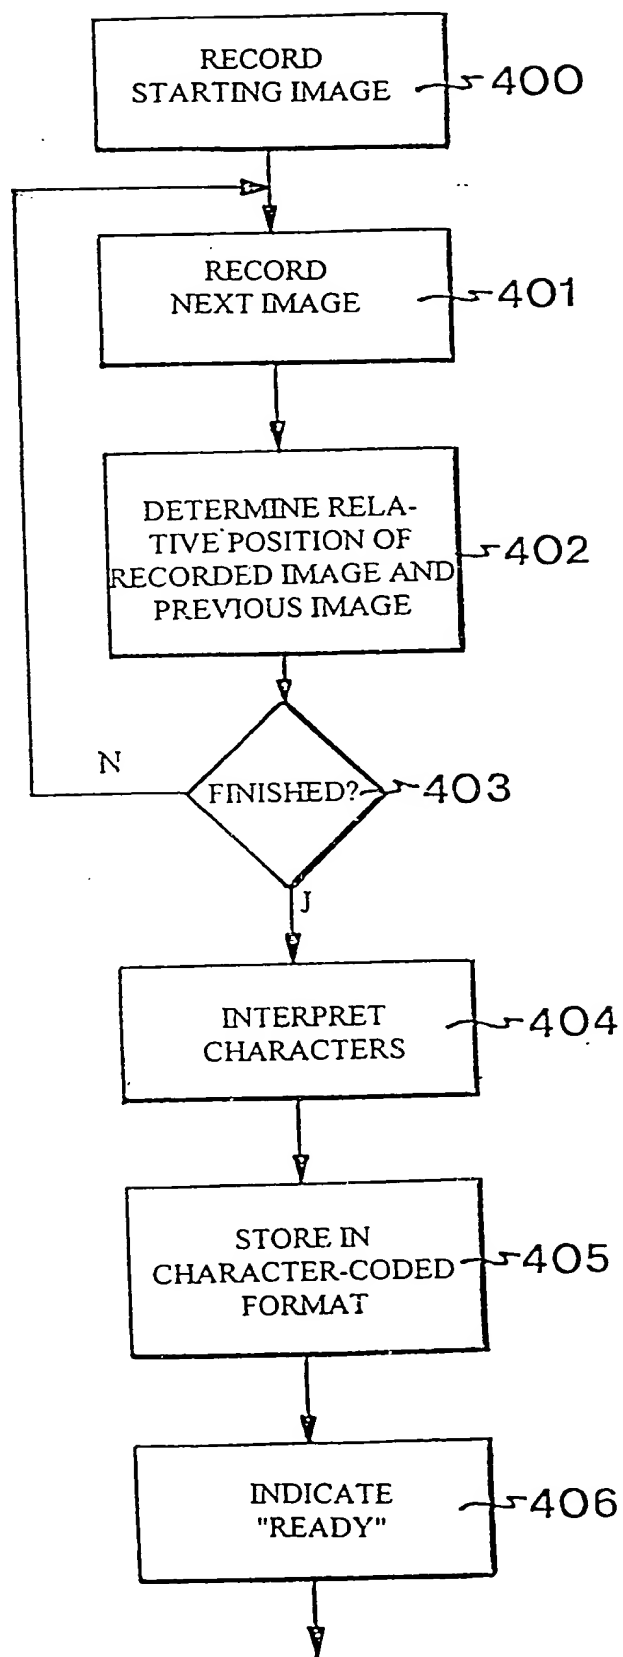 RECORD
STARTING IMAGE
400
RECORD
NEXT IMAGE
401
DETERMINE RELA-
TIVE POSITION OF
RECORDED IMAGE AND
PREVIOUS IMAGE
402
N
FINISHED?
403
J
INTERPRET
CHARACTERS
404
STORE IN
CHARACTER-CODED
FORMAT
405
INDICATE
"READY"
406